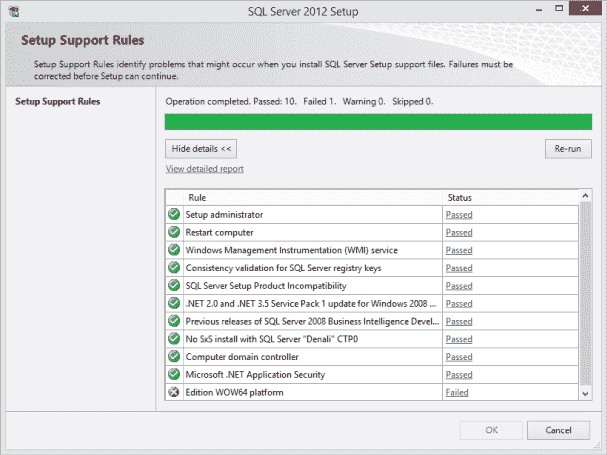 SQL Server 2012 Setup
Setup Support Rules
Setup Support Rules identify problems that might occur when you install SQL Server Setup support files. Failures must be
corrected before Setup can continue.
Setup Support Rules
Operation completed. Passed: 10. Failed 1. Warning 0. Skipped 0.
Hide details <<
Re-run
View detailed report
Rule Status
Setup administrator Passed
Restart computer Passed
Windows Management Instrumentation (WMI) service Passed
Consistency validation for SQL Server registry keys Passed
SQL Server Setup Product Incompatibility Passed
.NET 2.0 and .NET 3.5 Service Pack 1 update for Windows 2008 ... Passed
Previous releases of SQL Server 2008 Business Intelligence Devel... Passed
No SxS install with SQL Server "Denali" CTP0 Passed
Computer domain controller Passed
Microsoft .NET Application Security Passed
Edition WOW64 platform Failed
OK Cancel